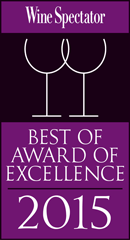 Wine Spectator
BEST OF
AWARD OF
EXCELLENCE
2015